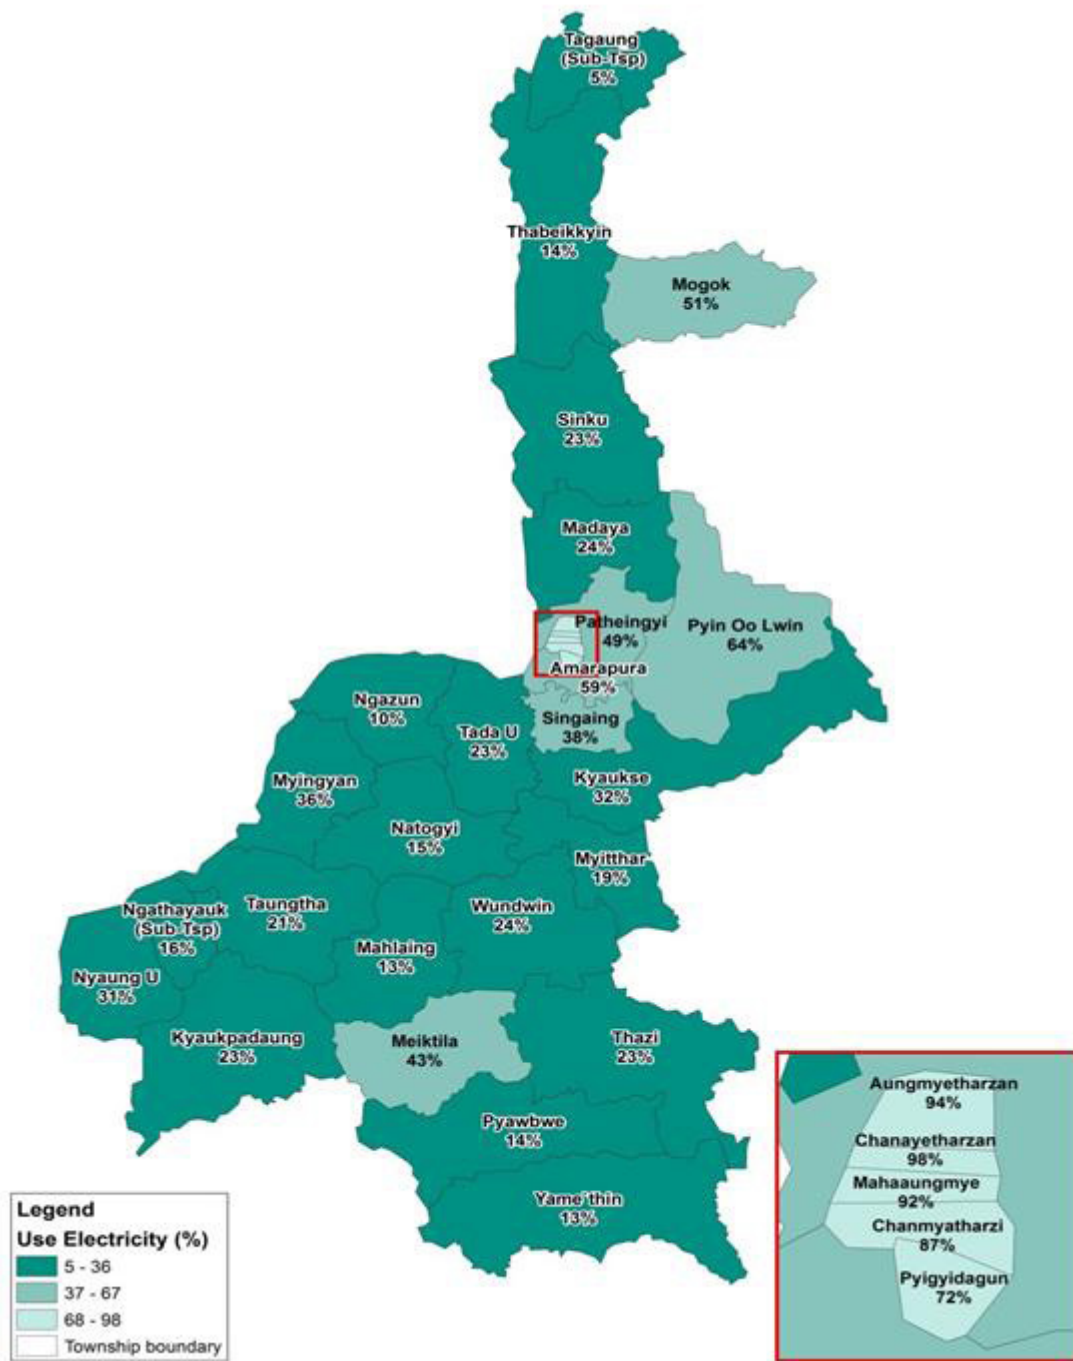 Tagaung
(Sub-Tsp)
5%
Thabeikkyin
14%
Mogok
51%
Sinku
23%
Madaya
24%
Patheingyi
49%
Pyin Oo Lwin
64%
Amarapura
59%
Singaing
38%
Ngazun
10%
Tada U
23%
Myingyan
36%
Kyaukse
32%
Natogyi
15%
Myitthar
19%
Ngathayauk
(Sub-Tsp)
16%
Taungtha
21%
Wundwin
24%
Mahlaing
13%
Nyaung U
31%
Kyaukpadaung
23%
Meiktila
43%
Thazi
23%
Pyawbwe
14%
Yame'thin
13%
Aungmyetharzan
94%
Chanayetharzan
98%
Mahaaungmye
92%
Chanmyatharzi
87%
Pyigyidagun
72%
Legend
Use Electricity (%)
5 - 36
37 - 67
68 - 98
Township boundary